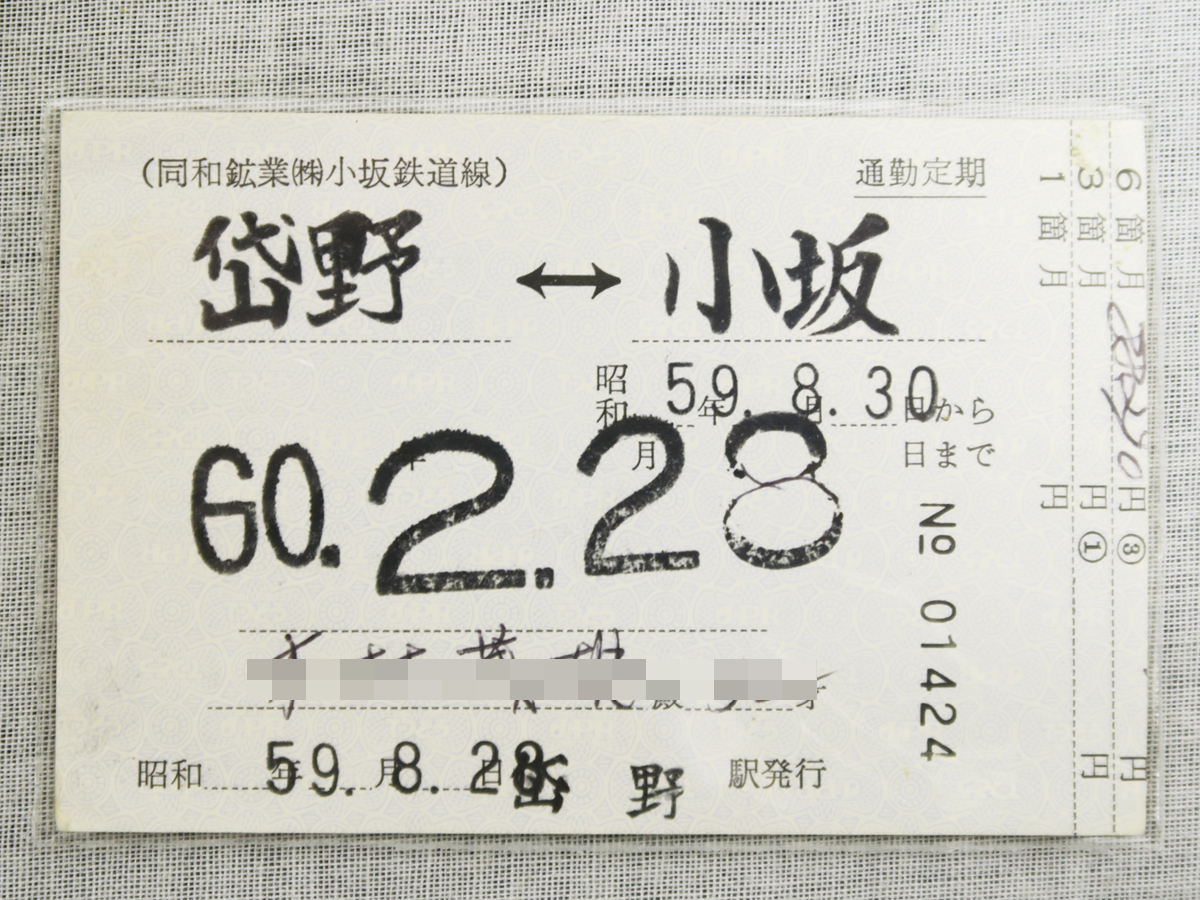 (同和鉱業㈱小坂鉄道線)
通勤定期
岱野 ↔ 小坂
昭和 59年 8月 30日から
60.年 2.月 28 日まで
№ 01424
才
昭和 59年 8月 28日 岱野 駅発行
6箇月 円③ 円
3箇月 円① 円
1箇月 円